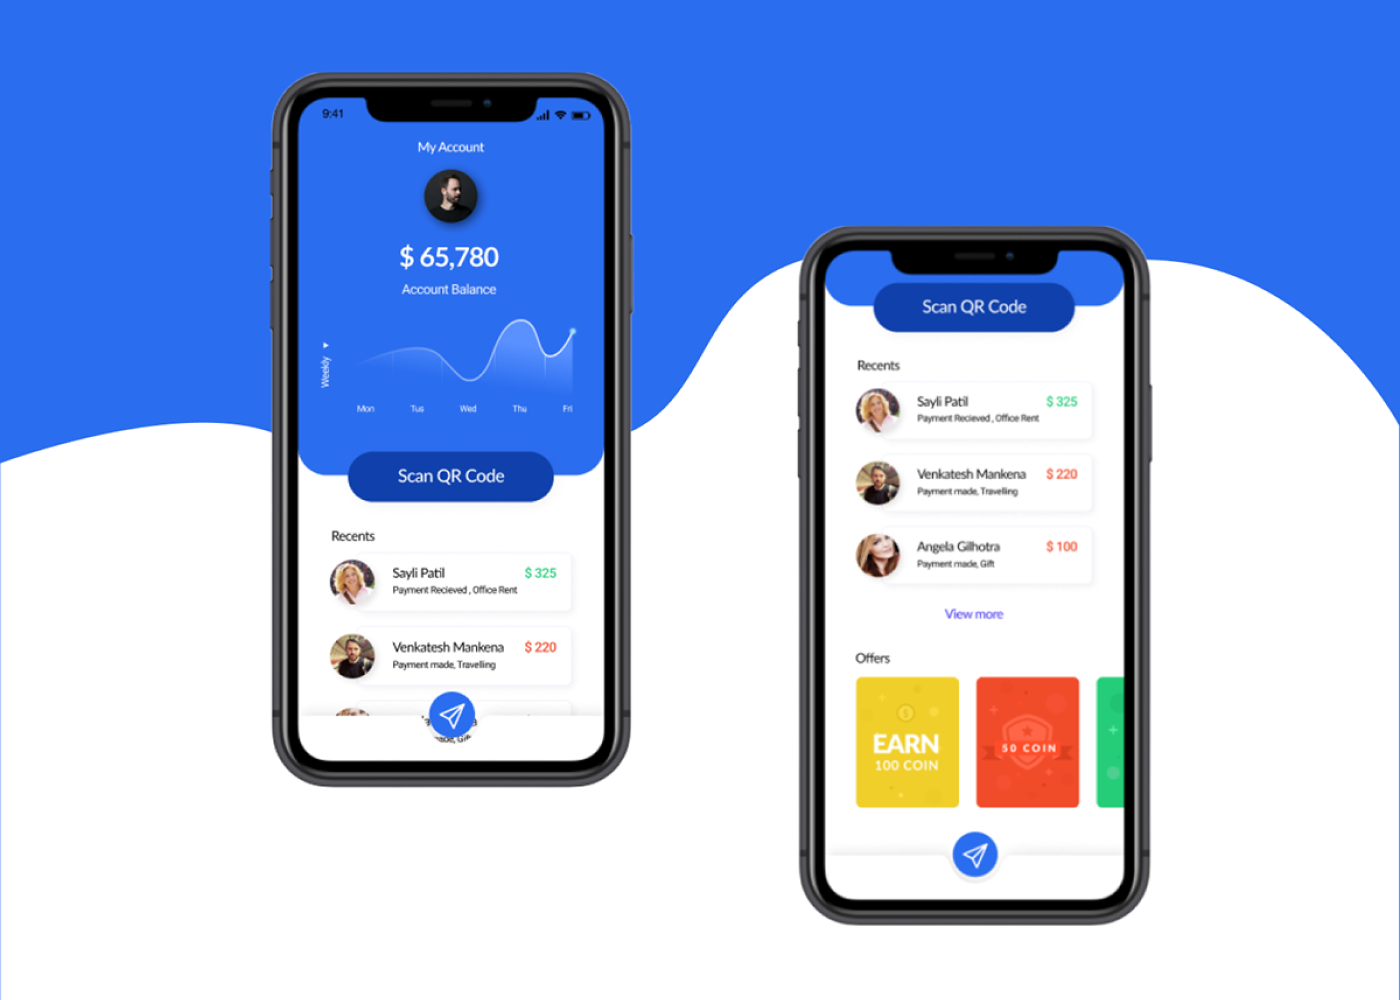 9:41
My Account
$ 65,780
Account Balance
Weekly
Mon Tus Wed Thu Fri
Scan QR Code
Recents
Sayli Patil $ 325
Payment Recieved , Office Rent
Venkatesh Mankena $ 220
Payment made, Travelling
Scan QR Code
Recents
Sayli Patil $ 325
Payment Recieved , Office Rent
Venkatesh Mankena $ 220
Payment made, Travelling
Angela Gilhotra $ 100
Payment made, Gift
View more
Offers
EARN
100 COIN
50 COIN